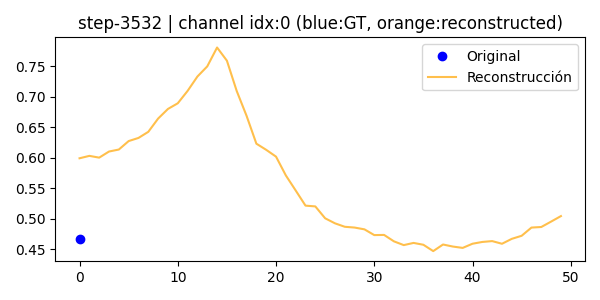 step-3532 | channel idx:0 (blue:GT, orange:reconstructed)
Original
Reconstrucción
0.75
0.70
0.65
0.60
0.55
0.50
0.45
0 10 20 30 40 50